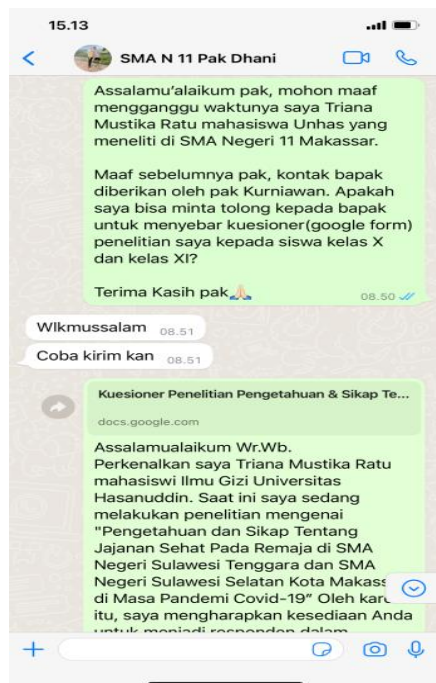 15.13
SMA N 11 Pak Dhani
Assalamu'alaikum pak, mohon maaf
mengganggu waktunya saya Triana
Mustika Ratu mahasiswa Unhas yang
meneliti di SMA Negeri 11 Makassar.
Maaf sebelumnya pak, kontak bapak
diberikan oleh pak Kurniawan. Apakah
saya bisa minta tolong kepada bapak
untuk menyebar kuesioner(google form)
penelitian saya kepada siswa kelas X
dan kelas XI?
Terima Kasih pak🙏🏻
08.50
Wlkmussalam 08.51
Coba kirim kan 08.51
Kuesioner Penelitian Pengetahuan & Sikap Te...
docs.google.com
Assalamualaikum Wr.Wb.
Perkenalkan saya Triana Mustika Ratu
mahasiswi Ilmu Gizi Universitas
Hasanuddin. Saat ini saya sedang
melakukan penelitian mengenai
"Pengetahuan dan Sikap Tentang
Jajanan Sehat Pada Remaja di SMA
Negeri Sulawesi Tenggara dan SMA
Negeri Sulawesi Selatan Kota Makass
di Masa Pandemi Covid-19" Oleh kar
itu, saya mengharapkan kesediaan Anda
untuk menjadi responden dalam